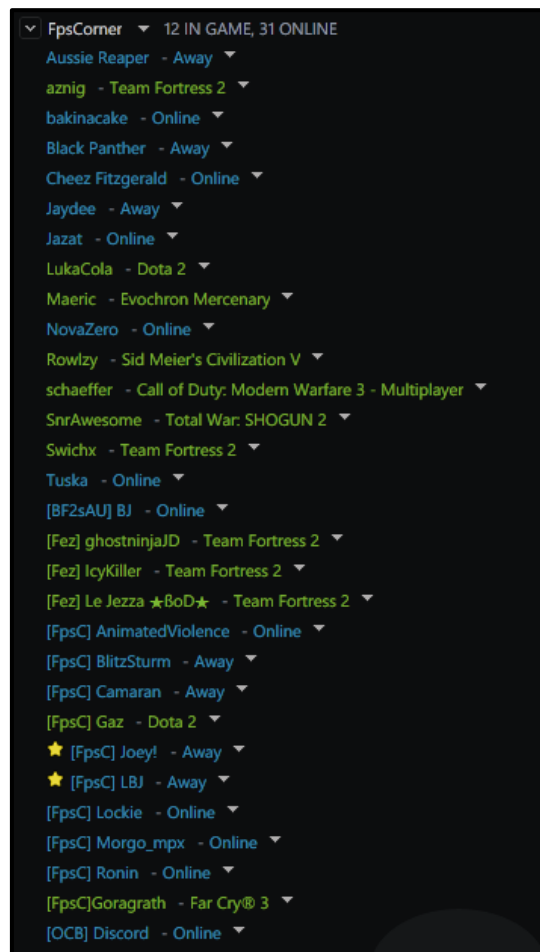 FpsCorner 12 IN GAME, 31 ONLINE
Aussie Reaper - Away
aznig - Team Fortress 2
bakinacake - Online
Black Panther - Away
Cheez Fitzgerald - Online
Jaydee - Away
Jazat - Online
LukaCola - Dota 2
Maeric - Evochron Mercenary
NovaZero - Online
Rowlzy - Sid Meier's Civilization V
schaeffer - Call of Duty: Modern Warfare 3 - Multiplayer
SnrAwesome - Total War: SHOGUN 2
Swichx - Team Fortress 2
Tuska - Online
[BF2sAU] BJ - Online
[Fez] ghostninjaJD - Team Fortress 2
[Fez] IcyKiller - Team Fortress 2
[Fez] Le Jezza ★ßoD★ - Team Fortress 2
[FpsC] AnimatedViolence - Online
[FpsC] BlitzSturm - Away
[FpsC] Camaran - Away
[FpsC] Gaz - Dota 2
[FpsC] Joey! - Away
[FpsC] LBJ - Away
[FpsC] Lockie - Online
[FpsC] Morgo_mpx - Online
[FpsC] Ronin - Online
[FpsC]Goragrath - Far Cry® 3
[OCB] Discord - Online